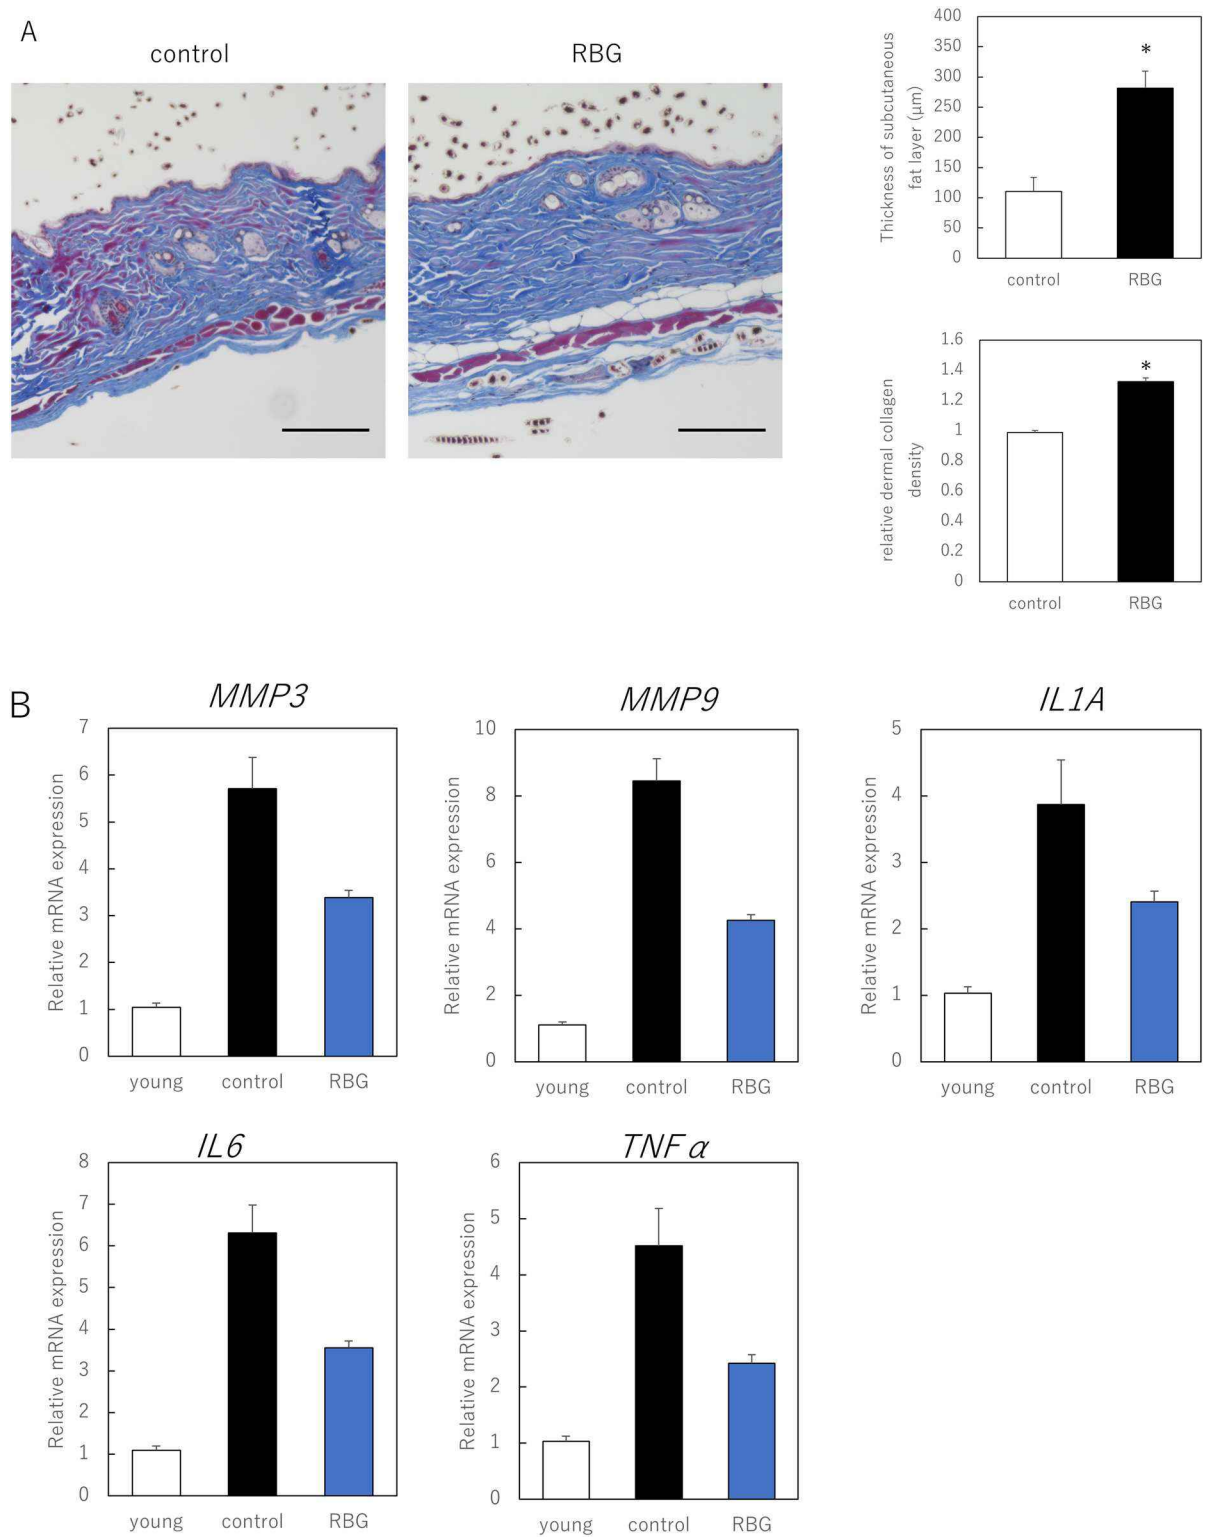 A
control
RBG
400
350
300
250
200
150
100
50
0
Thickness of subcutaneous
fat layer (μm)
*
control
RBG
1.6
1.4
1.2
1
0.8
0.6
0.4
0.2
0
relative dermal collagen
density
*
control
RBG
B
MMP3
7
6
5
4
3
2
1
0
Relative mRNA expression
young
control
RBG
MMP9
10
8
6
4
2
0
Relative mRNA expression
young
control
RBG
IL1A
5
4
3
2
1
0
Relative mRNA expression
young
control
RBG
IL6
8
7
6
5
4
3
2
1
0
Relative mRNA expression
young
control
RBG
TNF α
6
5
4
3
2
1
0
Relative mRNA expression
young
control
RBG